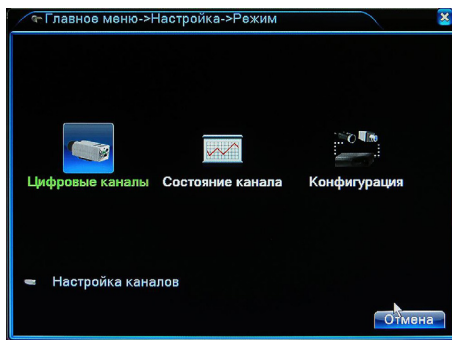 Главное меню->Настройка->Режим
Цифровые каналы Состояние канала Конфигурация
Настройка каналов
Отмена